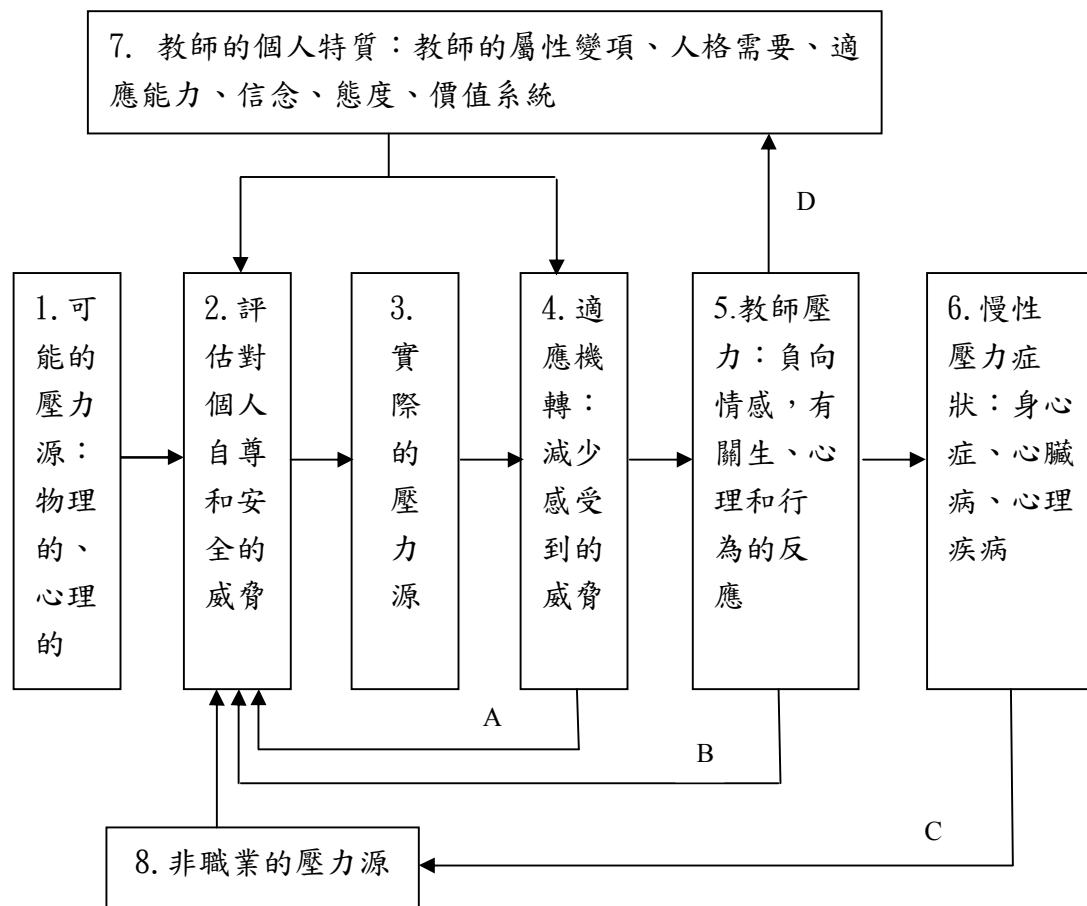 7. 教師的個人特質：教師的屬性變項、人格需要、適
應能力、信念、態度、價值系統
D
1.可
能的
壓力
源：
物理
的、
心理
的
2.評
估對
個人
自尊
和安
全的
威脅
3.
實
際
的
壓
力
源
4.適
應機
轉：
減少
感受
到的
威脅
5.教師壓
力：負向
情感，有
關生、心
理和行
為的反
應
6.慢性
壓力症
狀：身心
症、心臟
病、心理
疾病
A
B
C
8.非職業的壓力源